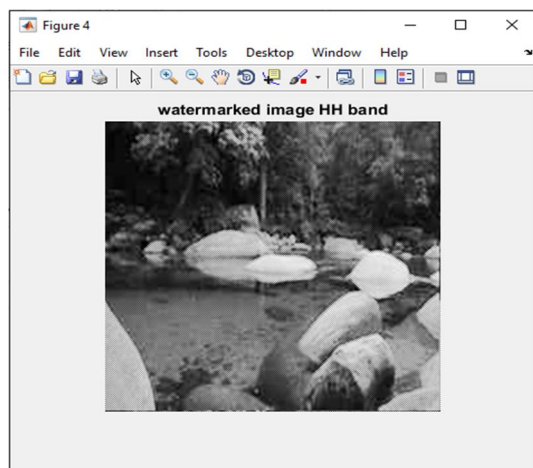 Figure 4
File Edit View Insert Tools Desktop Window Help
watermarked image HH band